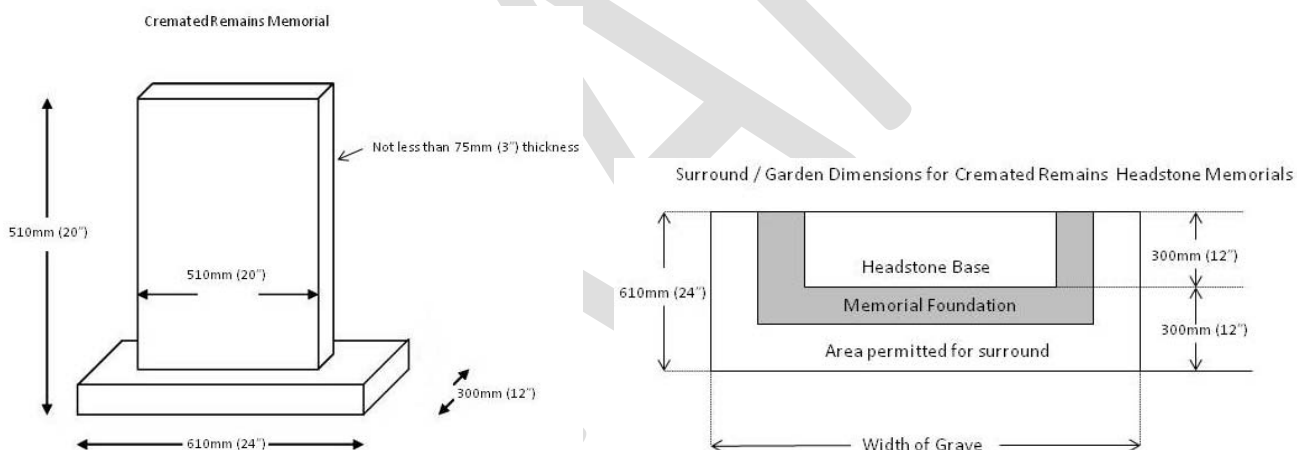 Cremated Remains Memorial
Not less than 75mm (3") thickness
510mm (20")
510mm (20")
300mm (12")
610mm (24")
Surround / Garden Dimensions for Cremated Remains Headstone Memorials
300mm (12")
Headstone Base
610mm (24")
Memorial Foundation
300mm (12")
Area permitted for surround
Width of Grave